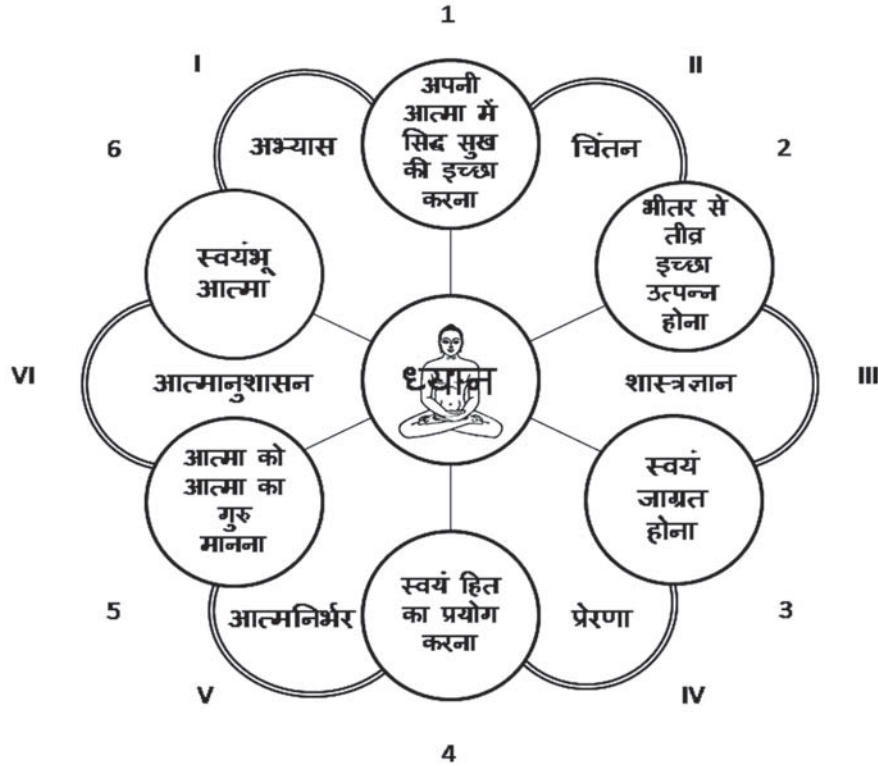 1
I
II
अपनी
आत्मा में
सिद्ध सुख
की इच्छा
करना
अभ्यास
चिंतन
6
2
भीतर से
तीव्र
इच्छा
उत्पन्न
होना
स्वयंभू
आत्मा
VI
आत्मानुशासन
ध्यान
शास्त्रज्ञान
III
आत्मा को
आत्मा का
गुरु
मानना
स्वयं
जाग्रत
होना
स्वयं हित
का प्रयोग
करना
5
आत्मनिर्भर
प्रेरणा
3
V
IV
4